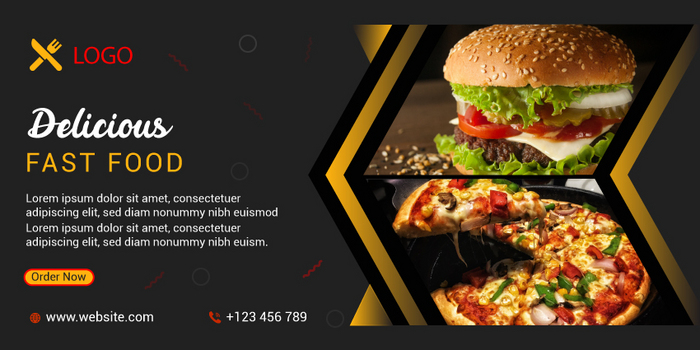 LOGO
Delicious
FAST FOOD
Lorem ipsum dolor sit amet, consectetuer
adipiscing elit, sed diam nonummy nibh euismod
Lorem ipsum dolor sit amet, consectetuer
adipiscing elit, sed diam nonummy nibh euism.
Order Now
www.website.com
+123 456 789